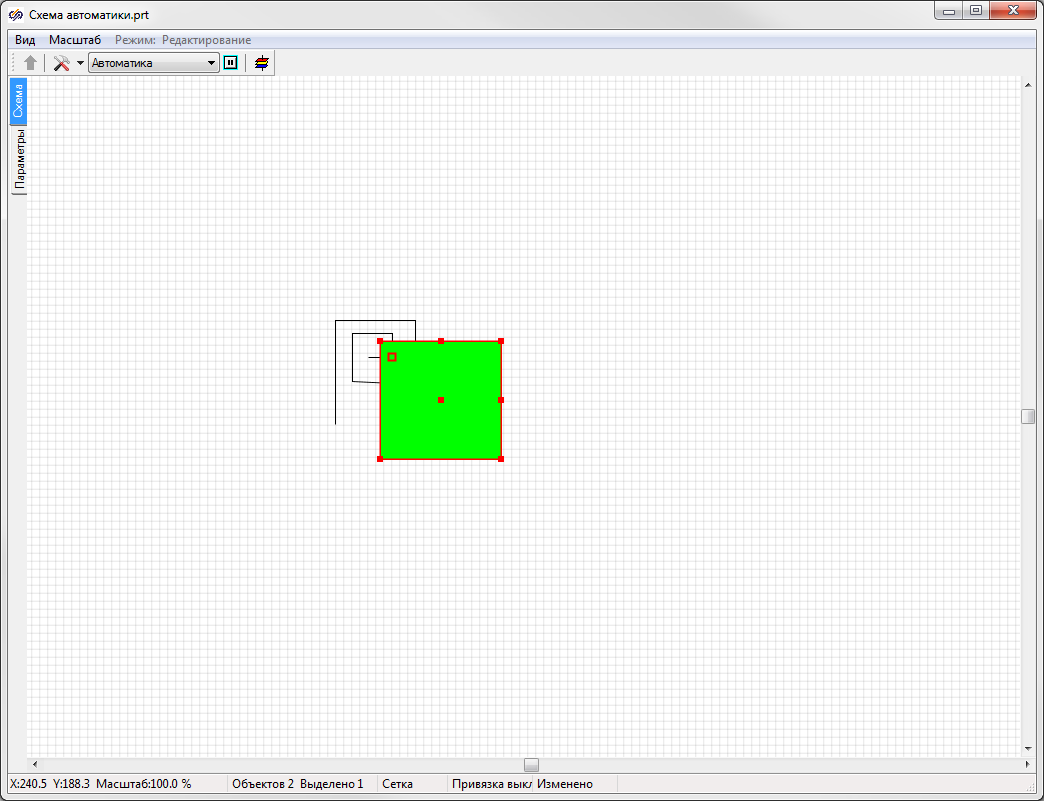 Схема автоматики.prt
Вид Масштаб Режим: Редактирование
Автоматика
Схема
Параметры
X:240.5 Y:188.3 Масштаб:100.0 % Объектов 2 Выделено 1 Сетка Привязка выкл Изменено